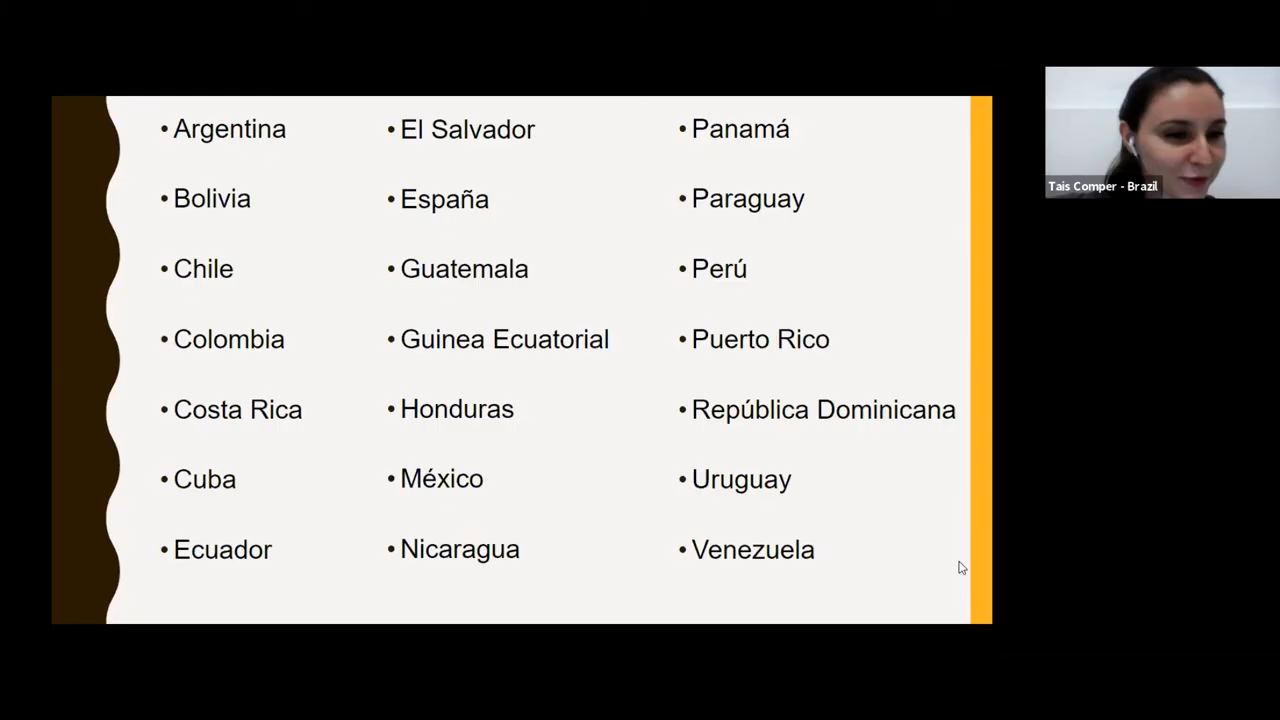 • Argentina
• Bolivia
• Chile
• Colombia
• Costa Rica
• Cuba
• Ecuador
• El Salvador
• España
• Guatemala
• Guinea Ecuatorial
• Honduras
• México
• Nicaragua
• Panamá
• Paraguay
• Perú
• Puerto Rico
• República Dominicana
• Uruguay
• Venezuela
Tais Comper - Brazil